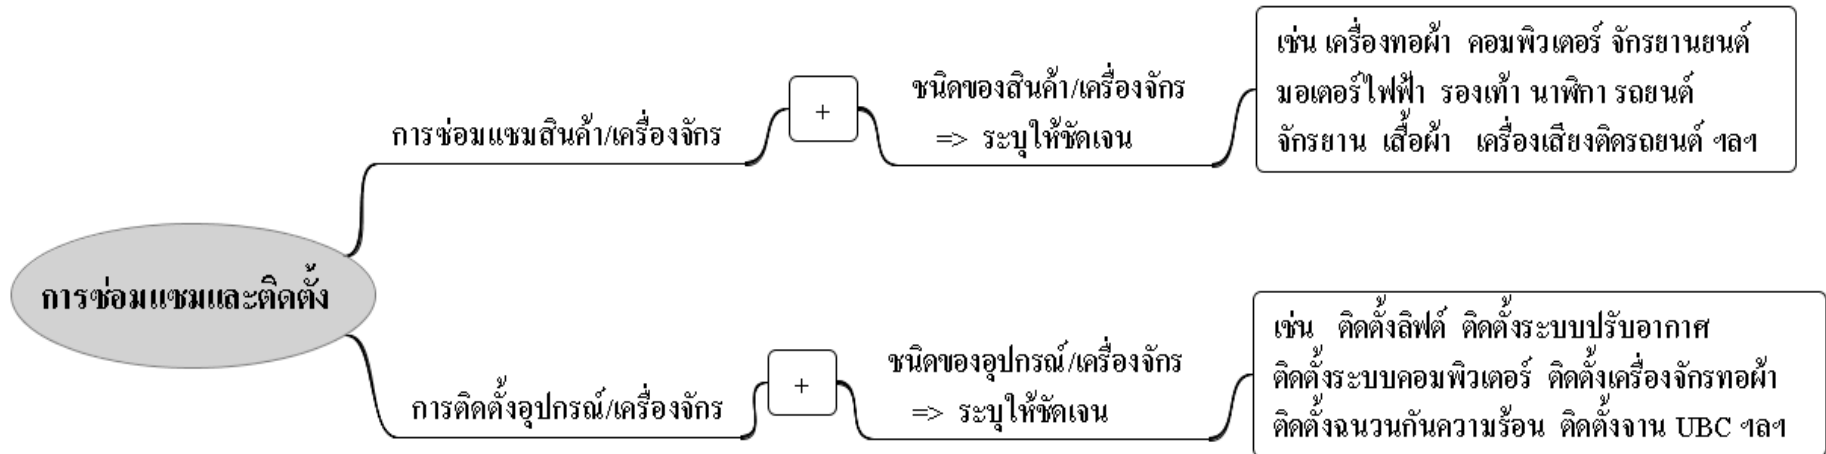 การซ่อมแซมและติดตั้ง
การซ่อมแซมสินค้า/เครื่องจักร
+
ชนิดของสินค้า/เครื่องจักร
=> ระบุให้ชัดเจน
เช่น เครื่องทอผ้า คอมพิวเตอร์ จักรยานยนต์
มอเตอร์ไฟฟ้า รองเท้า นาฬิกา รถยนต์
จักรยาน เสื้อผ้า เครื่องเสียงติดรถยนต์ ฯลฯ
การติดตั้งอุปกรณ์/เครื่องจักร
+
ชนิดของอุปกรณ์/เครื่องจักร
=> ระบุให้ชัดเจน
เช่น ติดตั้งลิฟต์ ติดตั้งระบบปรับอากาศ
ติดตั้งระบบคอมพิวเตอร์ ติดตั้งเครื่องจักรทอผ้า
ติดตั้งฉนวนกันความร้อน ติดตั้งจาน UBC ฯลฯ